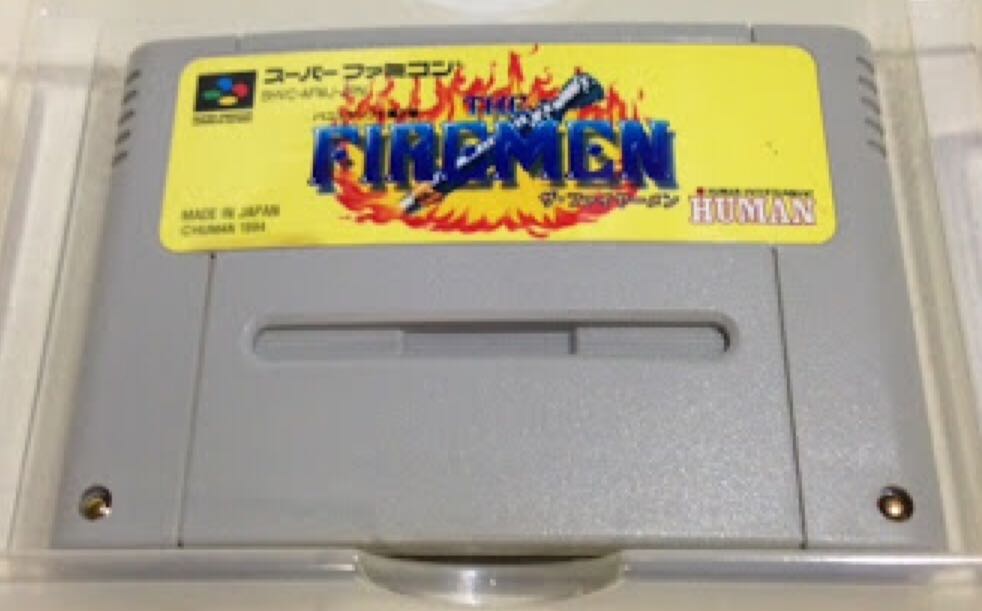 スーパーファミコン
THE
FIREMEN
ザ・ファイヤーメン
HUMAN
MADE IN JAPAN
©HUMAN 1994